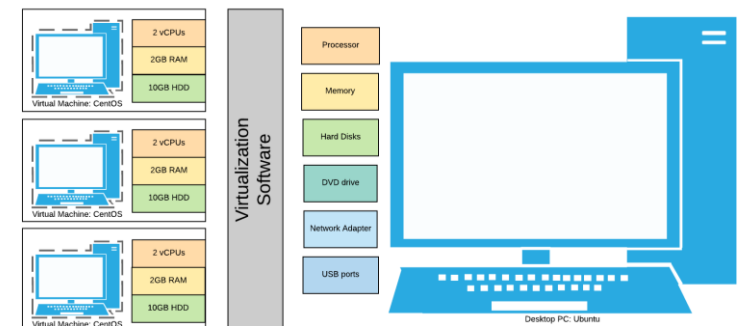 2 vCPUs
2GB RAM
10GB HDD
Virtual Machine: CentOS
2 vCPUs
2GB RAM
10GB HDD
Virtual Machine: CentOS
2 vCPUs
2GB RAM
10GB HDD
Virtual Machine: CentOS
Virtualization
Software
Processor
Memory
Hard Disks
DVD drive
Network Adapter
USB ports
Desktop PC: Ubuntu